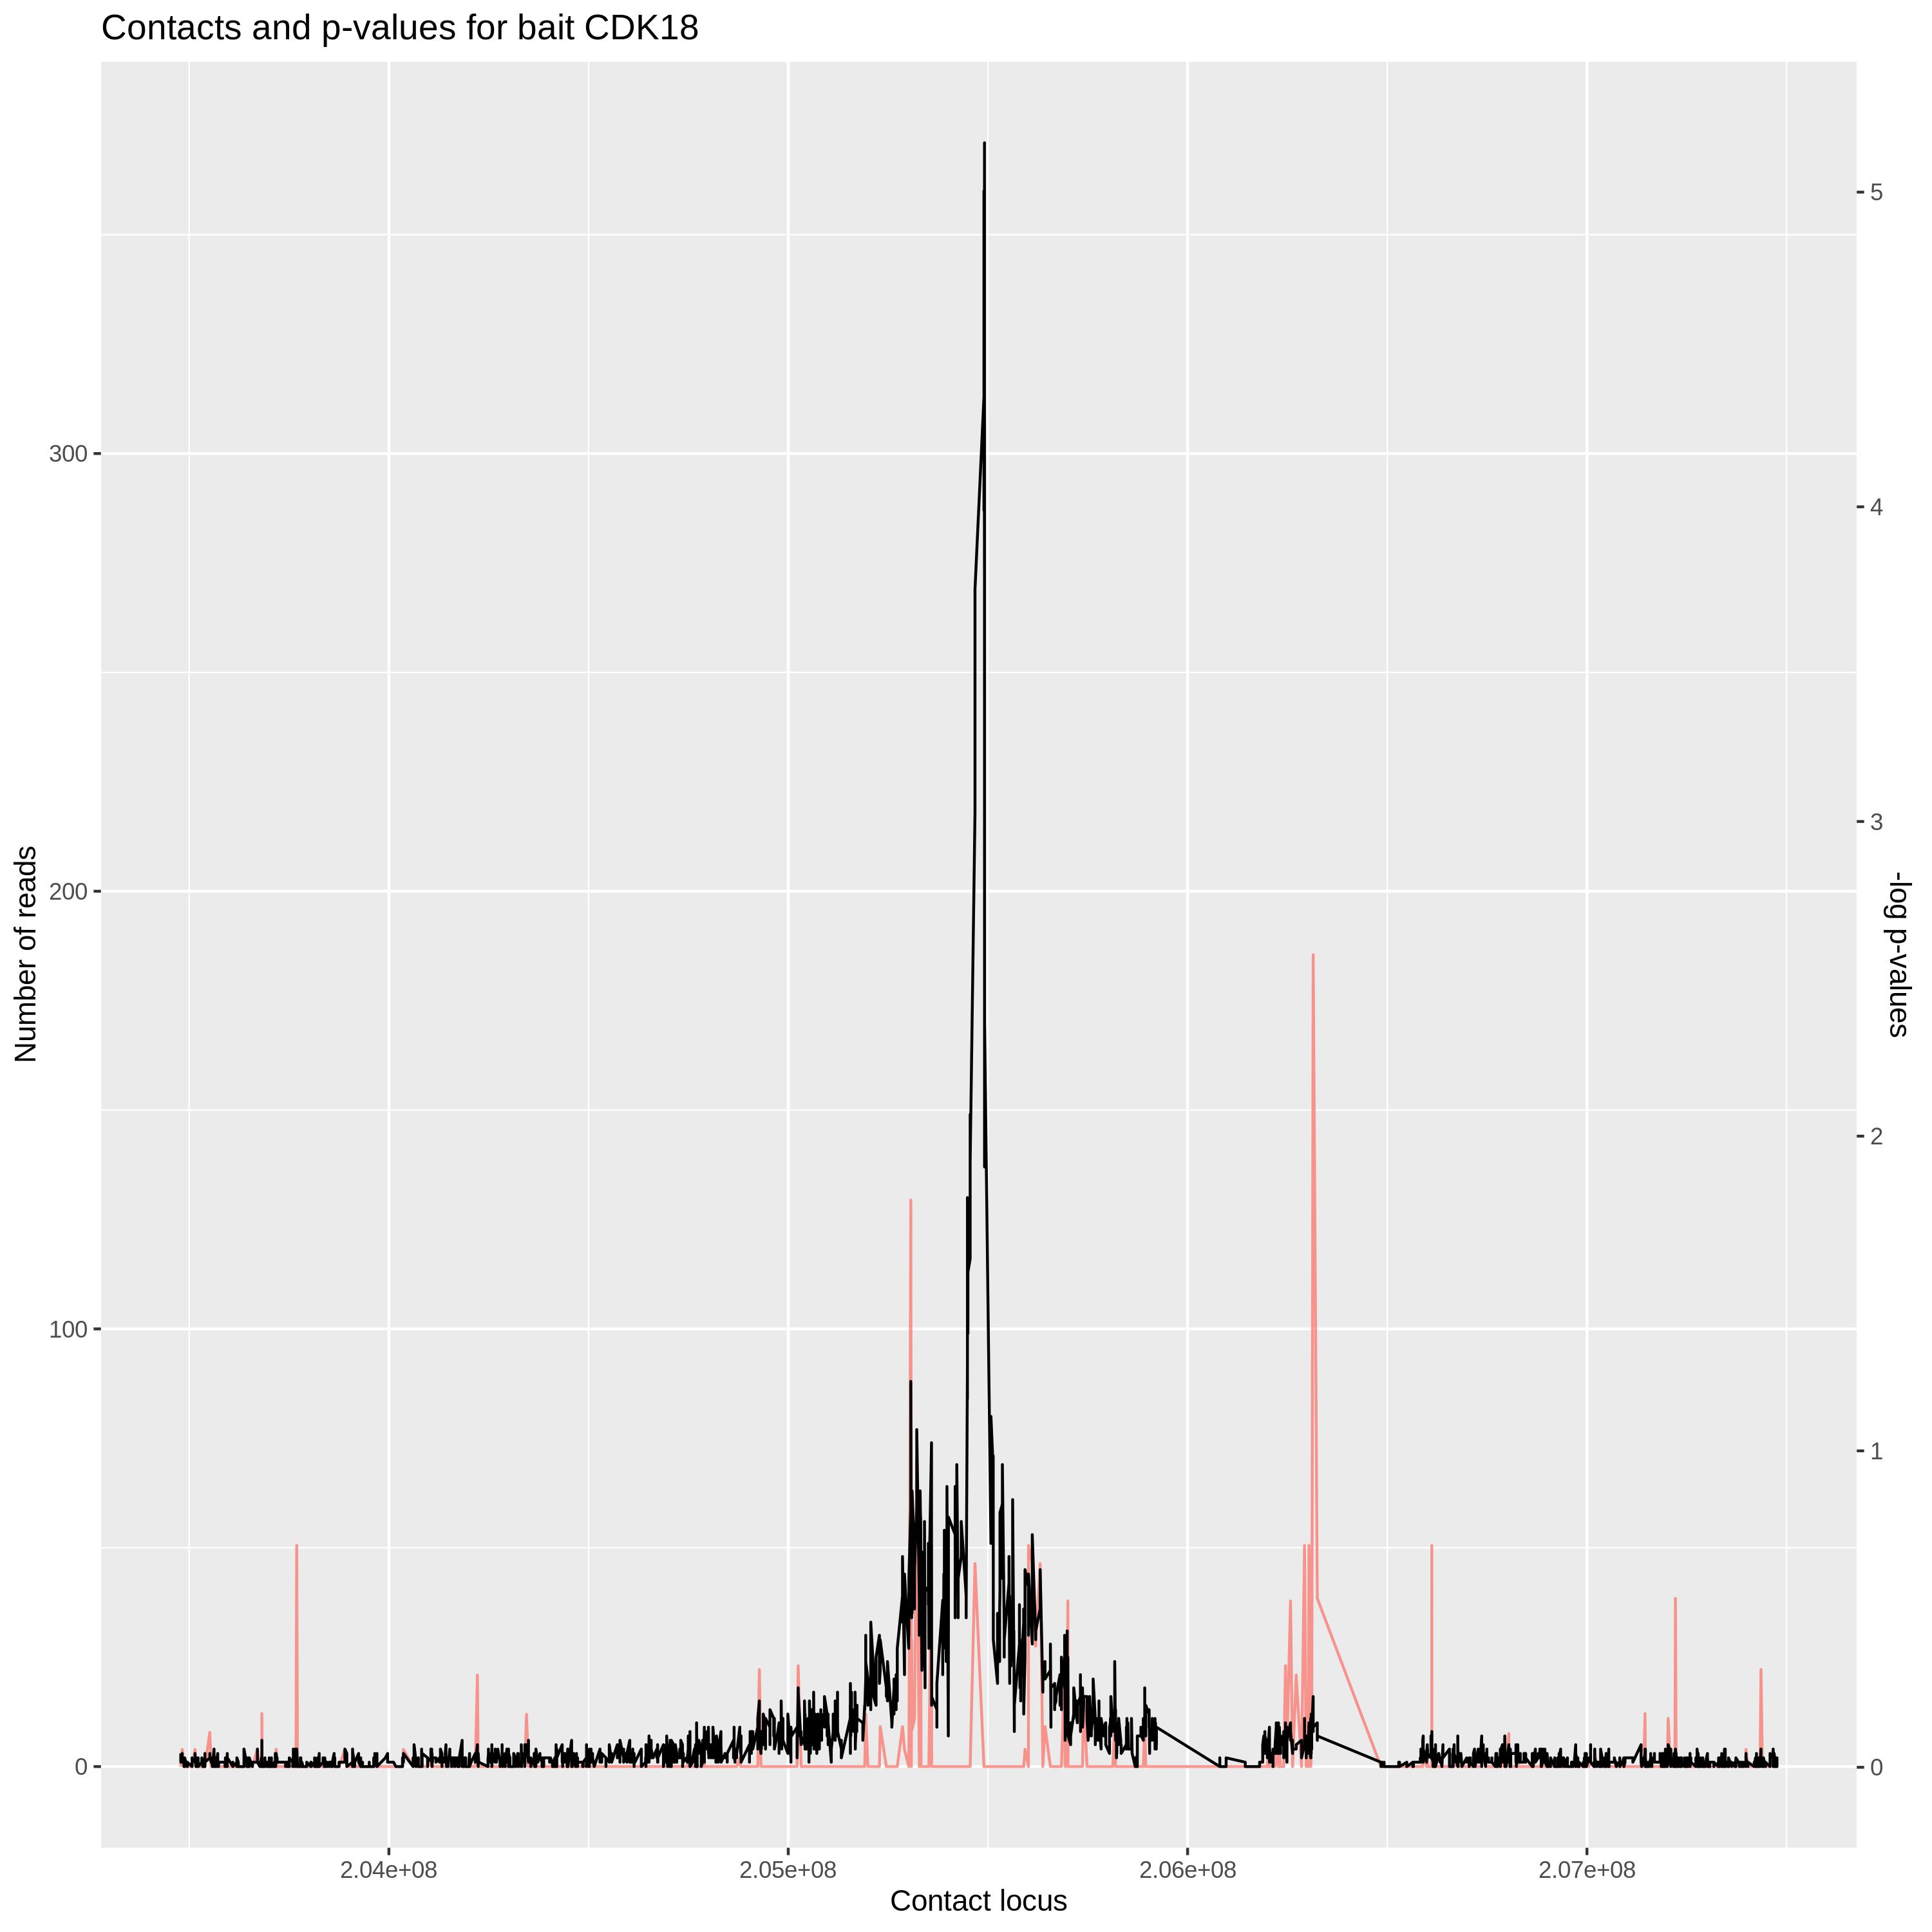 Contacts and p-values for bait CDK18
Number of reads
300
200
100
0
5
4
3
2
1
0
-log p-values
2.04e+08
2.05e+08
2.06e+08
2.07e+08
Contact locus